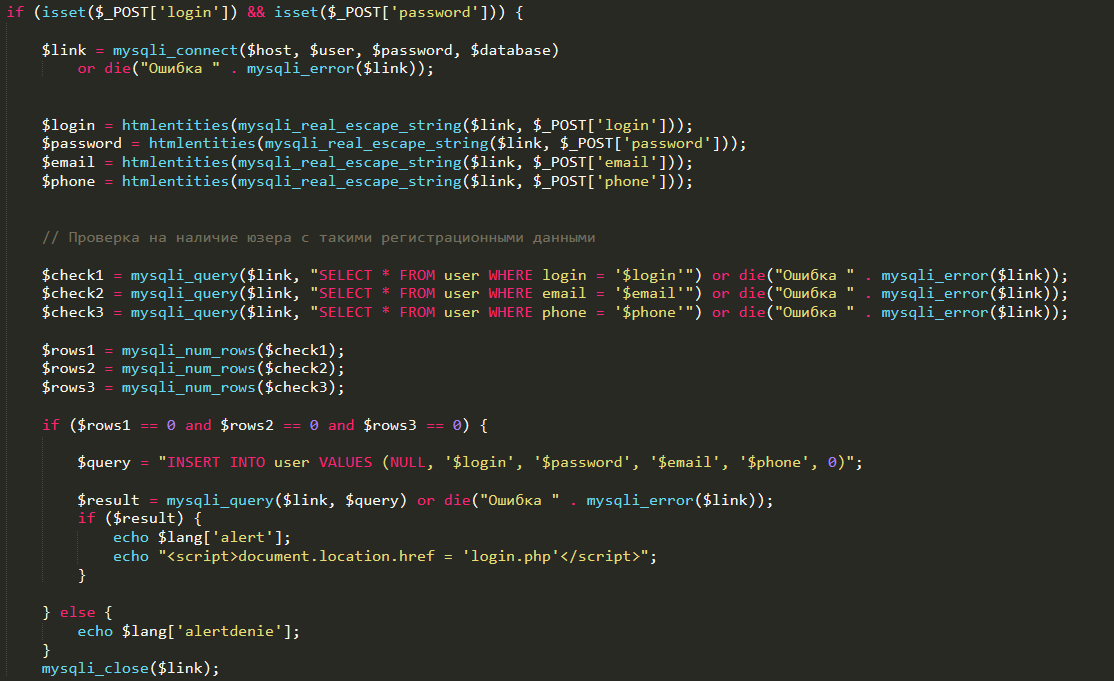 if (isset($_POST['login']) && isset($_POST['password'])) {
$link = mysqli_connect($host, $user, $password, $database)
or die("Ошибка " . mysqli_error($link));
$login = htmlentities(mysqli_real_escape_string($link, $_POST['login']));
$password = htmlentities(mysqli_real_escape_string($link, $_POST['password']));
$email = htmlentities(mysqli_real_escape_string($link, $_POST['email']));
$phone = htmlentities(mysqli_real_escape_string($link, $_POST['phone']));
// Проверка на наличие юзера с такими регистрационными данными
$check1 = mysqli_query($link, "SELECT * FROM user WHERE login = '$login'") or die("Ошибка " . mysqli_error($link));
$check2 = mysqli_query($link, "SELECT * FROM user WHERE email = '$email'") or die("Ошибка " . mysqli_error($link));
$check3 = mysqli_query($link, "SELECT * FROM user WHERE phone = '$phone'") or die("Ошибка " . mysqli_error($link));
$rows1 = mysqli_num_rows($check1);
$rows2 = mysqli_num_rows($check2);
$rows3 = mysqli_num_rows($check3);
if ($rows1 == 0 and $rows2 == 0 and $rows3 == 0) {
$query = "INSERT INTO user VALUES (NULL, '$login', '$password', '$email', '$phone', 0)";
$result = mysqli_query($link, $query) or die("Ошибка " . mysqli_error($link));
if ($result) {
echo $lang['alert'];
echo "<script>document.location.href = 'login.php'</script>";
}
} else {
echo $lang['alertdenie'];
}
mysqli_close($link);